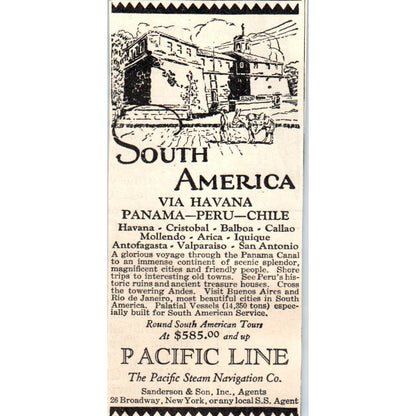 SOUTH
AMERICA
VIA HAVANA
PANAMA—PERU—CHILE
Havana - Cristobal - Balboa - Callao
Mollendo - Arica - Iquique
Antofagasta - Valparaiso - San Antonio
A glorious voyage through the Panama Canal
to an immense continent of scenic splendor,
magnificent cities and friendly people. Shore
trips to interesting old towns. See Peru's his-
toric ruins and ancient treasure houses. Cross
the towering Andes. Visit Buenos Aires and
Rio de Janeiro, most beautiful cities in South
America. Palatial Vessels (14,350 tons) espec-
ially built for South American Service.
Round South American Tours
At $585.00 and up
PACIFIC LINE
The Pacific Steam Navigation Co.
Sanderson & Son, Inc., Agents
26 Broadway, New York, or any local S.S. Agent